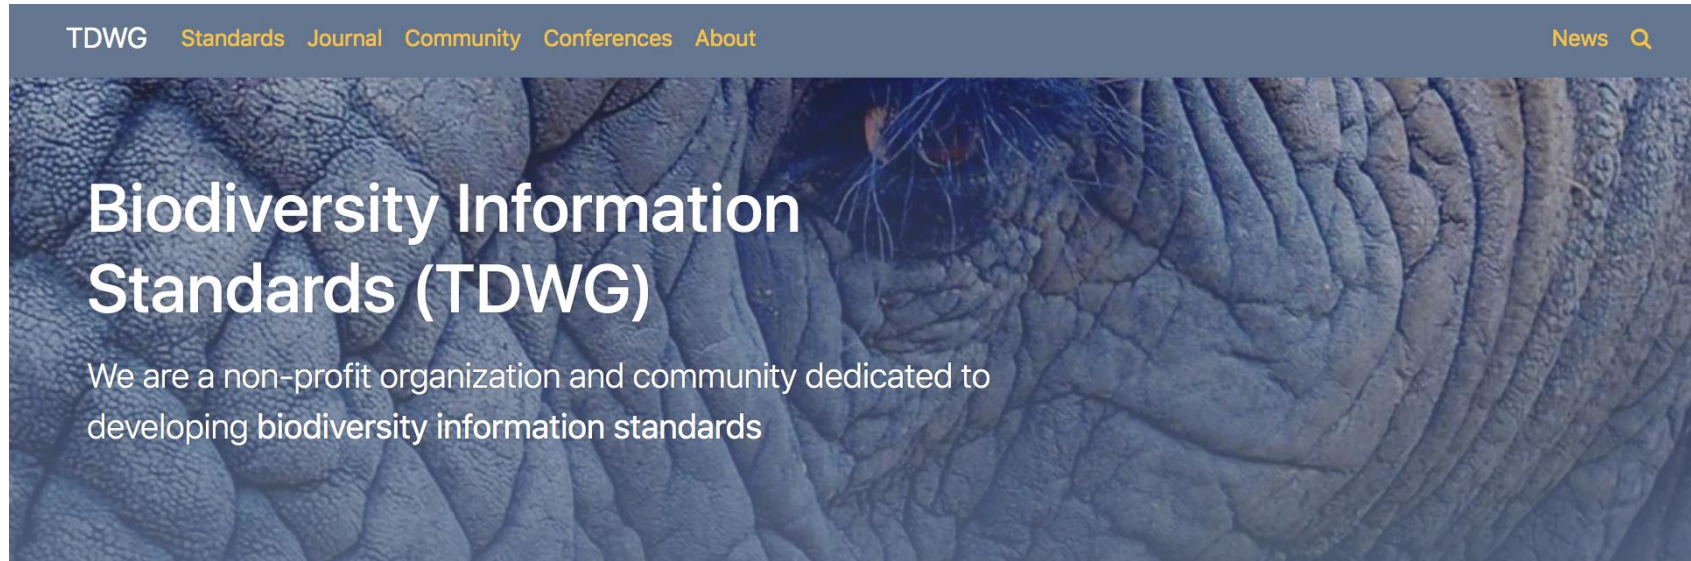 TDWG Standards Journal Community Conferences About News
Biodiversity Information
Standards (TDWG)
We are a non-profit organization and community dedicated to
developing biodiversity information standards